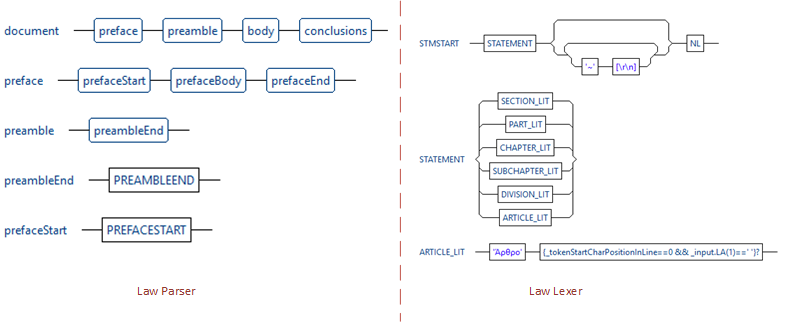 document preface preamble body conclusions
preface prefaceStart prefaceBody prefaceEnd
preamble preambleEnd
preambleEnd PREAMBLEEND
prefaceStart PREFACESTART
Law Parser
STMSTART STATEMENT NL
'~' [\r\n]
SECTION_LIT
PART_LIT
CHAPTER_LIT
STATEMENT
SUBCHAPTER_LIT
DIVISION_LIT
ARTICLE_LIT
ARTICLE_LIT 'Άρθρο' {_tokenStartCharPositionInLine==0 && _input.LA(1)==' '}?
Law Lexer